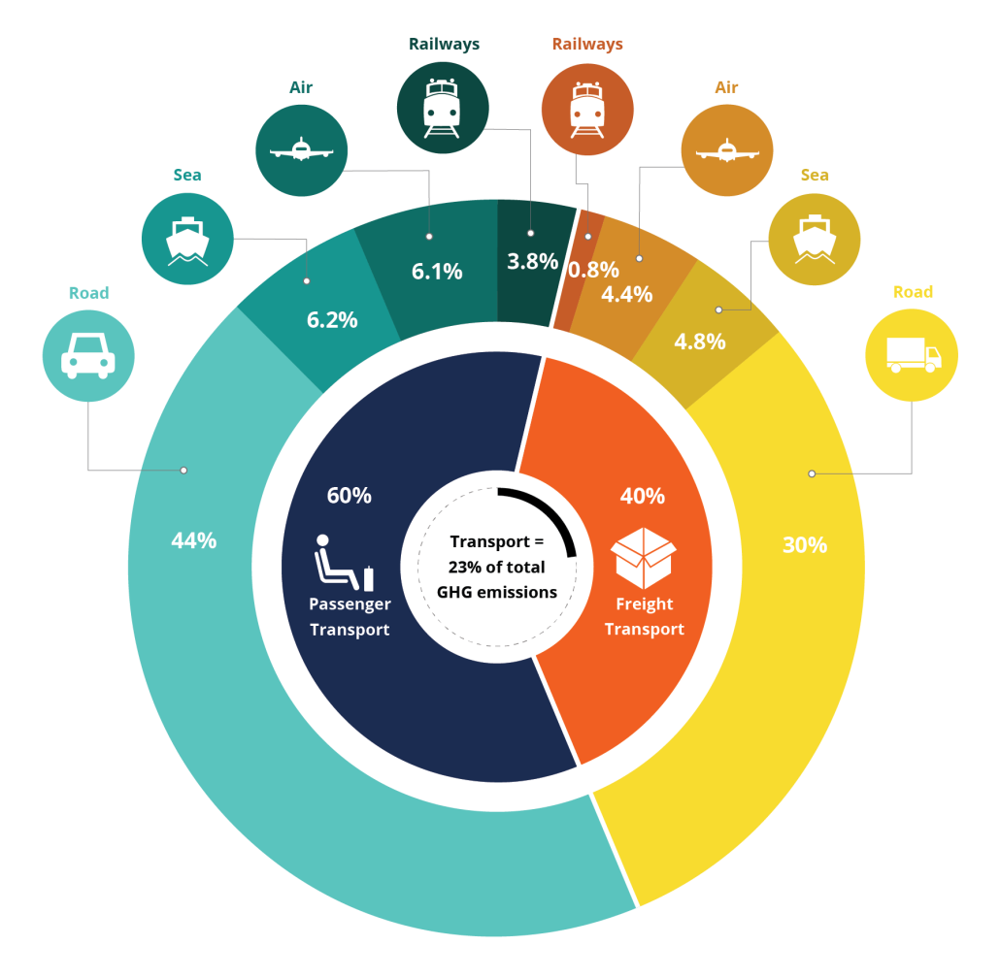 Railways
Railways
Air
Air
Sea
Sea
Road
Road
3.8%
0.8%
6.1%
4.4%
6.2%
4.8%
60%
40%
44%
30%
Transport =
23% of total
GHG emissions
Passenger
Transport
Freight
Transport